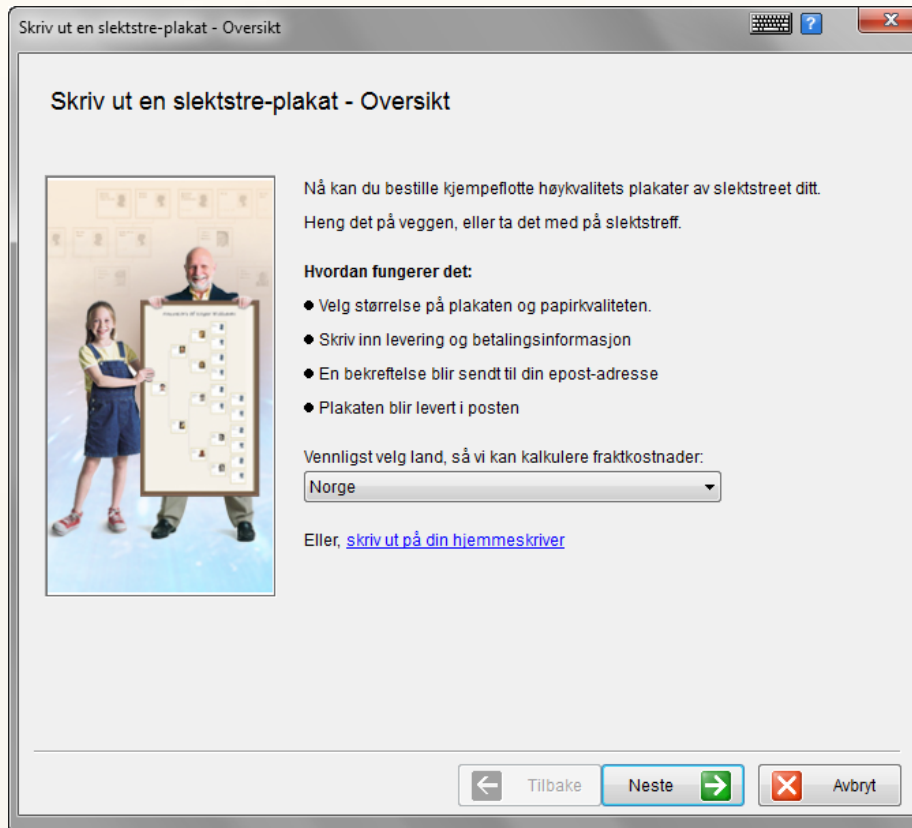 Skriv ut en slektstre-plakat - Oversikt
?
Skriv ut en slektstre-plakat - Oversikt
Nå kan du bestille kjempeflotte høykvalitets plakater av slektstreet ditt.
Heng det på veggen, eller ta det med på slektstreff.
Hvordan fungerer det:
● Velg størrelse på plakaten og papirkvaliteten.
● Skriv inn levering og betalingsinformasjon
● En bekreftelse blir sendt til din epost-adresse
● Plakaten blir levert i posten
Vennligst velg land, så vi kan kalkulere fraktkostnader:
Norge
Eller, skriv ut på din hjemmeskriver
Tilbake
Neste
Avbryt